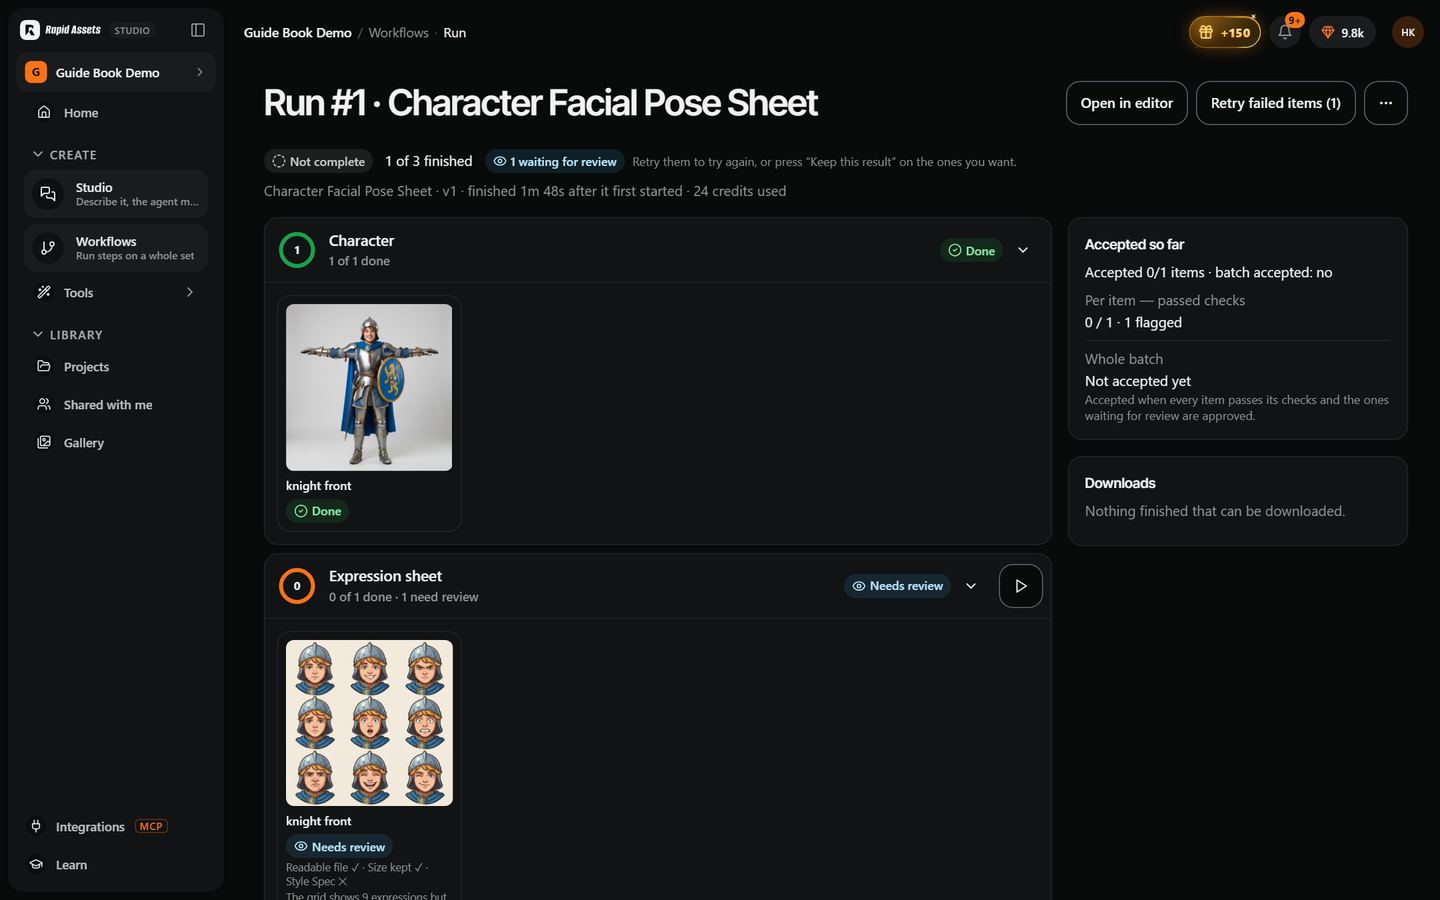 Rapid Assets STUDIO
Guide Book Demo / Workflows · Run
+150
9+
9.8k
HK
G Guide Book Demo
Home
CREATE
Studio
Describe it, the agent m...
Workflows
Run steps on a whole set
Tools
LIBRARY
Projects
Shared with me
Gallery
Integrations MCP
Learn
Run #1 · Character Facial Pose Sheet
Open in editor
Retry failed items (1)
···
Not complete 1 of 3 finished 1 waiting for review Retry them to try again, or press “Keep this result” on the ones you want.
Character Facial Pose Sheet · v1 · finished 1m 48s after it first started · 24 credits used
1 Character
1 of 1 done
Done
knight front
Done
0 Expression sheet
0 of 1 done · 1 need review
Needs review
knight front
Needs review
Readable file ✓ · Size kept ✓ ·
Style Spec ✕
The grid shows 9 expressions but
Accepted so far
Accepted 0/1 items · batch accepted: no
Per item — passed checks
0 / 1 · 1 flagged
Whole batch
Not accepted yet
Accepted when every item passes its checks and the ones
waiting for review are approved.
Downloads
Nothing finished that can be downloaded.